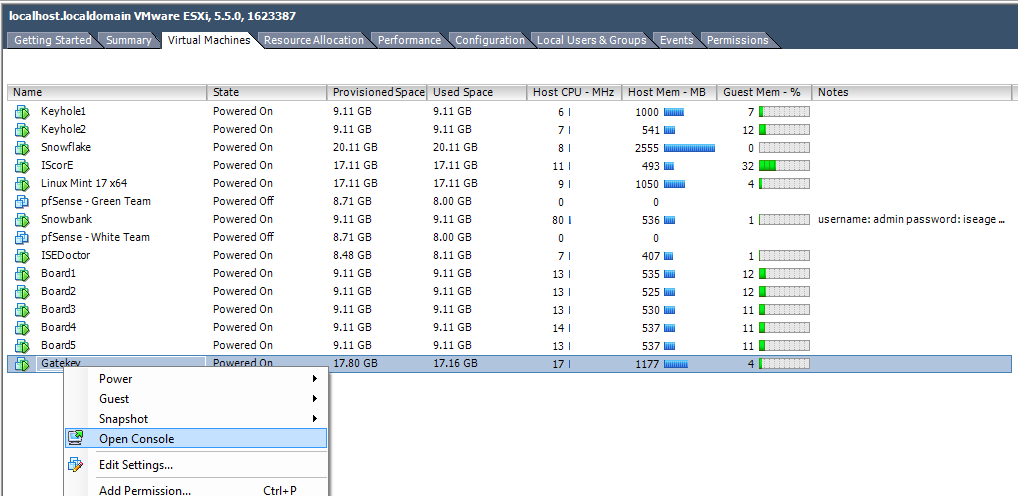 localhost.localdomain VMware ESXi, 5.5.0, 1623387
Getting Started Summary Virtual Machines Resource Allocation Performance Configuration Local Users & Groups Events Permissions
Name State Provisioned Space Used Space Host CPU - MHz Host Mem - MB Guest Mem - % Notes
Keyhole1 Powered On 9.11 GB 9.11 GB 6 1000 7
Keyhole2 Powered On 9.11 GB 9.11 GB 7 541 12
Snowflake Powered On 20.11 GB 20.11 GB 8 2555 0
IScorE Powered On 17.11 GB 17.11 GB 11 493 32
Linux Mint 17 x64 Powered On 17.11 GB 17.11 GB 9 1050 4
pfSense - Green Team Powered Off 8.71 GB 8.00 GB 0 0
Snowbank Powered On 9.11 GB 9.11 GB 80 536 1 username: admin password: iseage ...
pfSense - White Team Powered Off 8.71 GB 8.00 GB 0 0
ISEDoctor Powered On 8.48 GB 8.11 GB 7 407 1
Board1 Powered On 9.11 GB 9.11 GB 13 535 12
Board2 Powered On 9.11 GB 9.11 GB 13 525 12
Board3 Powered On 9.11 GB 9.11 GB 13 530 11
Board4 Powered On 9.11 GB 9.11 GB 14 537 11
Board5 Powered On 9.11 GB 9.11 GB 13 537 11
Gatekey Powered On 17.80 GB 17.16 GB 17 1177 4
Power
Guest
Snapshot
Open Console
Edit Settings...
Add Permission... Ctrl+P